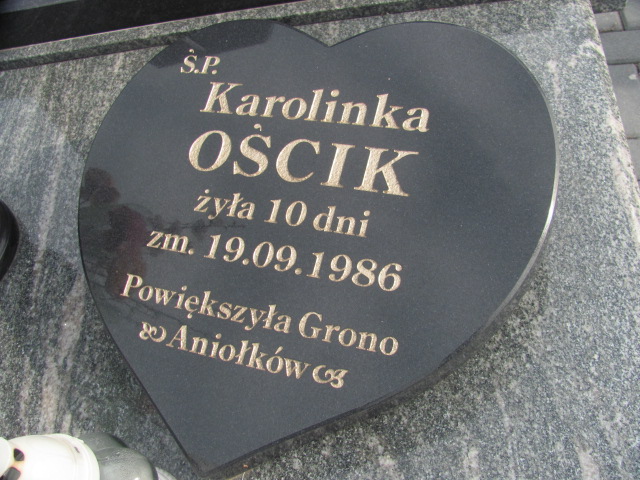 Ś.P.
Karolinka
OŚCIK
żyła 10 dni
zm. 19.09.1986
Powiększyła Grono
Aniołków